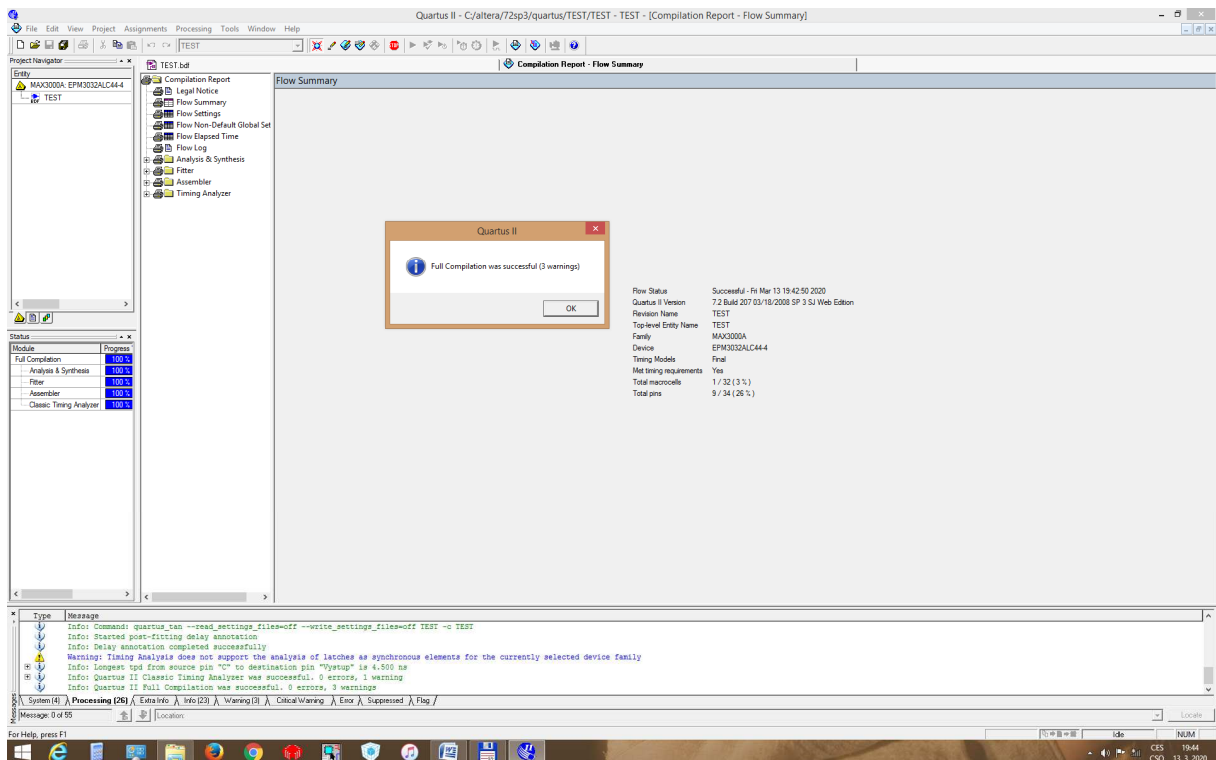 Quartus II - C:/altera/72sp3/quartus/TEST/TEST - TEST - [Compilation Report - Flow Summary]
File Edit View Project Assignments Processing Tools Window Help
TEST
Project Navigator
Entity
MAX3000A: EPM3032ALC44-4
TEST
TEST.bdf
Compilation Report - Flow Summary
Compilation Report
Legal Notice
Flow Summary
Flow Settings
Flow Non-Default Global Set
Flow Elapsed Time
Flow Log
Analysis & Synthesis
Fitter
Assembler
Timing Analyzer
Flow Summary
Quartus II
Full Compilation was successful (3 warnings)
OK
Flow Status Successful - Fri Mar 13 19:42:50 2020
Quartus II Version 7.2 Build 207 03/18/2008 SP 3 SJ Web Edition
Revision Name TEST
Top-level Entity Name TEST
Family MAX3000A
Device EPM3032ALC44-4
Timing Models Final
Met timing requirements Yes
Total macrocells 1 / 32 ( 3 % )
Total pins 9 / 34 ( 26 % )
Status
Module Progress
Full Compilation 100 %
Analysis & Synthesis 100 %
Fitter 100 %
Assembler 100 %
Classic Timing Analyzer 100 %
Type Message
Info: Command: quartus_tan --read_settings_files=off --write_settings_files=off TEST -c TEST
Info: Started post-fitting delay annotation
Info: Delay annotation completed successfully
Warning: Timing Analysis does not support the analysis of latches as synchronous elements for the currently selected device family
Info: Longest tpd from source pin "C" to destination pin "Vystup" is 4.500 ns
Info: Quartus II Classic Timing Analyzer was successful. 0 errors, 1 warning
Info: Quartus II Full Compilation was successful. 0 errors, 3 warnings
System (4) Processing (26) Extra Info Info (23) Warning (3) Critical Warning Error Suppressed Flag
Messages
Message: 0 of 55 Location: Locate
For Help, press F1 Idle NUM
CES 19:44
CSQ 13. 3. 2020